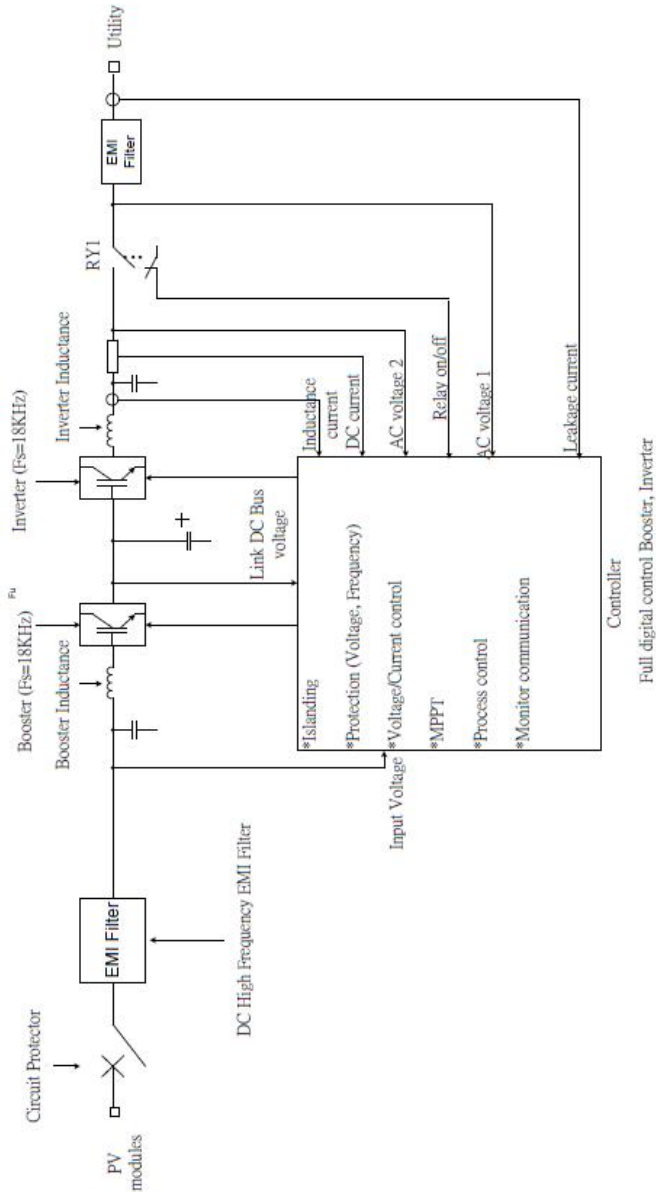 PV
modules
Circuit Protector
EMI Filter
DC High Frequency EMI Filter
Input Voltage
Booster (Fs=18KHz)
Fu
Booster Inductance
Link DC Bus
voltage
Inverter (Fs=18KHz)
Inverter Inductance
RY1
EMI
Filter
Utility
*Islanding
*Protection (Voltage, Frequency)
*Voltage/Current control
*MPPT
*Process control
*Monitor communication
Inductance
current
DC current
AC voltage 2
Relay on/off
AC voltage 1
Leakage current
Controller
Full digital control Booster, Inverter